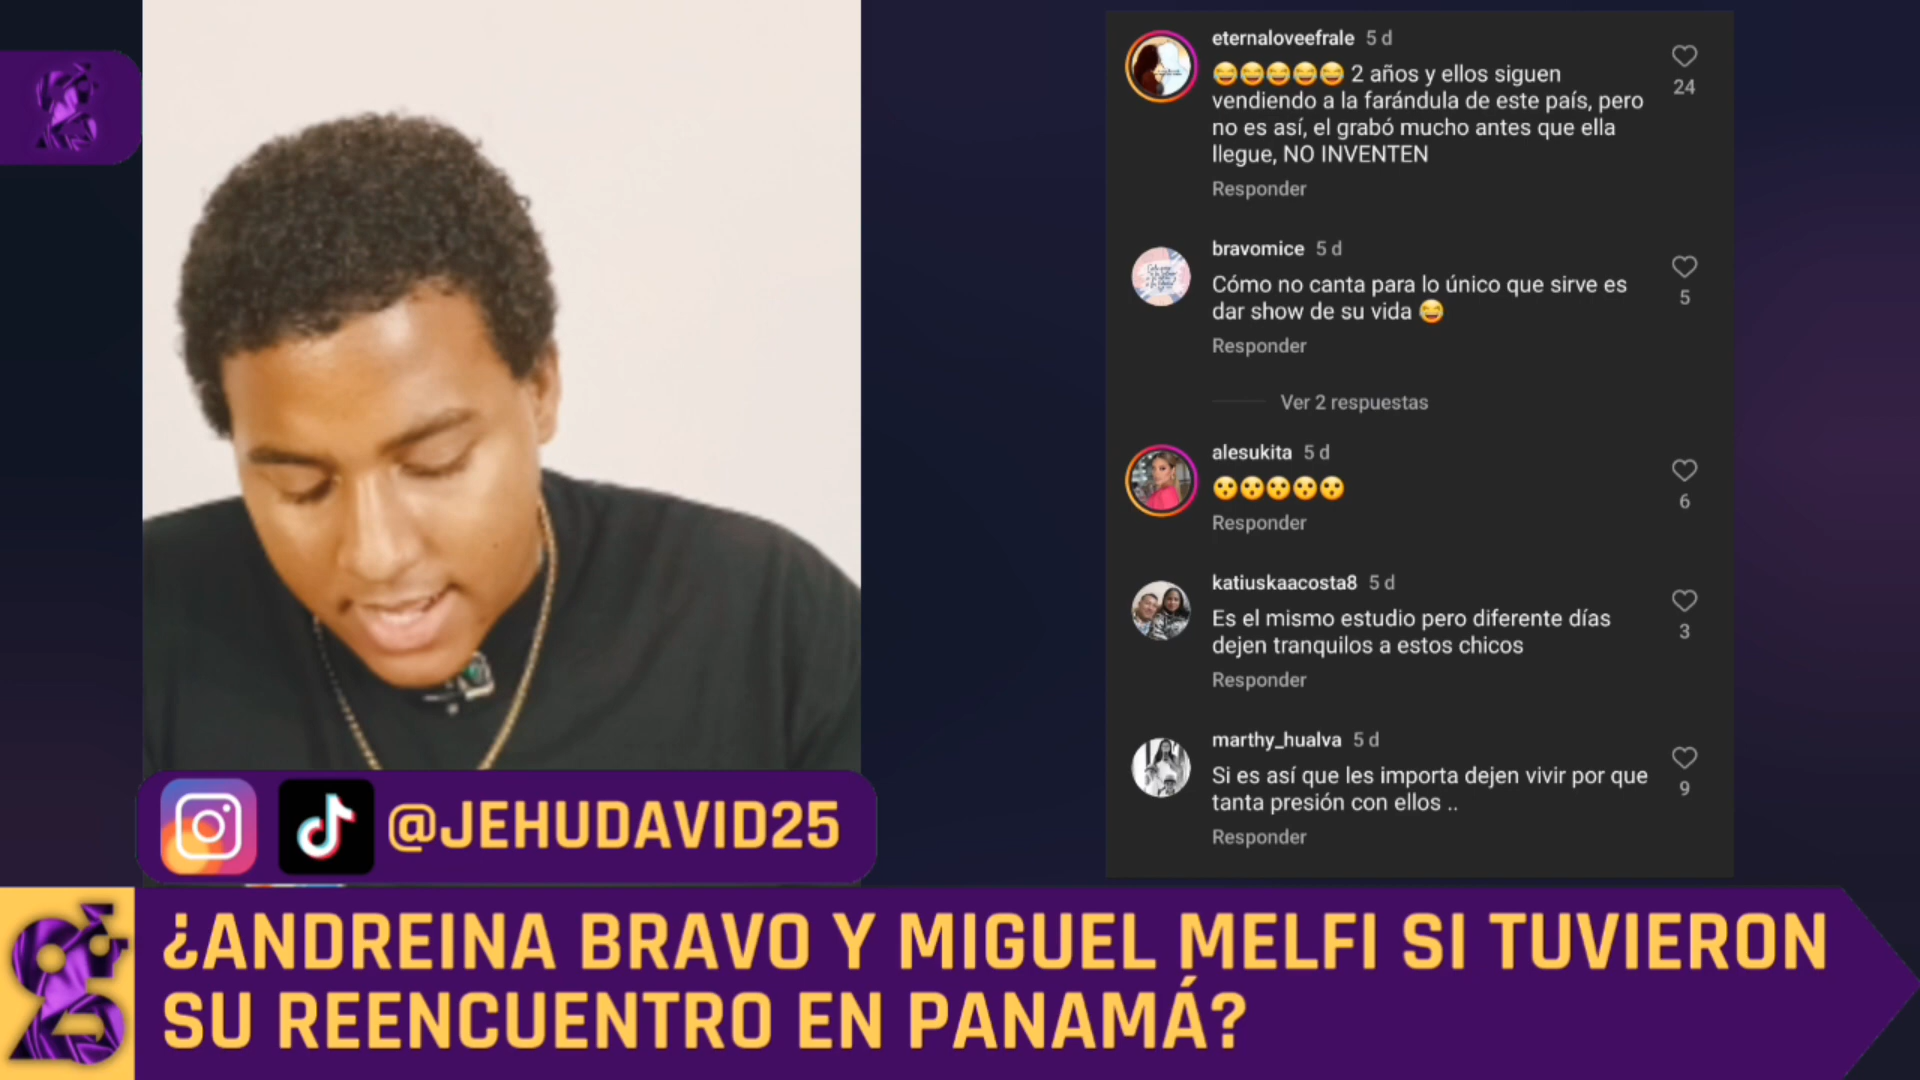 eternaloveefrale 5 d
😂😂😂😂😂 2 años y ellos siguen
vendiendo a la farándula de este país, pero
no es así, el grabó mucho antes que ella
llegue, NO INVENTEN
24
Responder
bravomice 5 d
Cómo no canta para lo único que sirve es
dar show de su vida 😂
5
Responder
Ver 2 respuestas
alesukita 5 d
😮😮😮😮😮
6
Responder
katiuskaacosta8 5 d
Es el mismo estudio pero diferente días
dejen tranquilos a estos chicos
3
Responder
marthy_hualva 5 d
Si es así que les importa dejen vivir por que
tanta presión con ellos ..
9
Responder
@JEHUDAVID25
¿ANDREINA BRAVO Y MIGUEL MELFI SI TUVIERON
SU REENCUENTRO EN PANAMÁ?